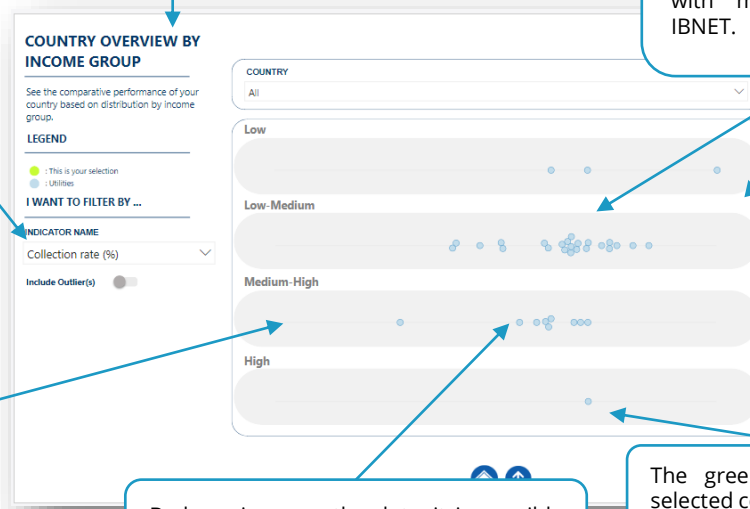 with
IBNET.
COUNTRY OVERVIEW BY
INCOME GROUP
See the comparative performance of your
country based on distribution by income
group.
LEGEND
: This is your selection
: Utilities
I WANT TO FILTER BY ...
INDICATOR NAME
Collection rate (%)
Include Outlier(s)
COUNTRY
All
Low
Low-Medium
Medium-High
High
The gree
selected c